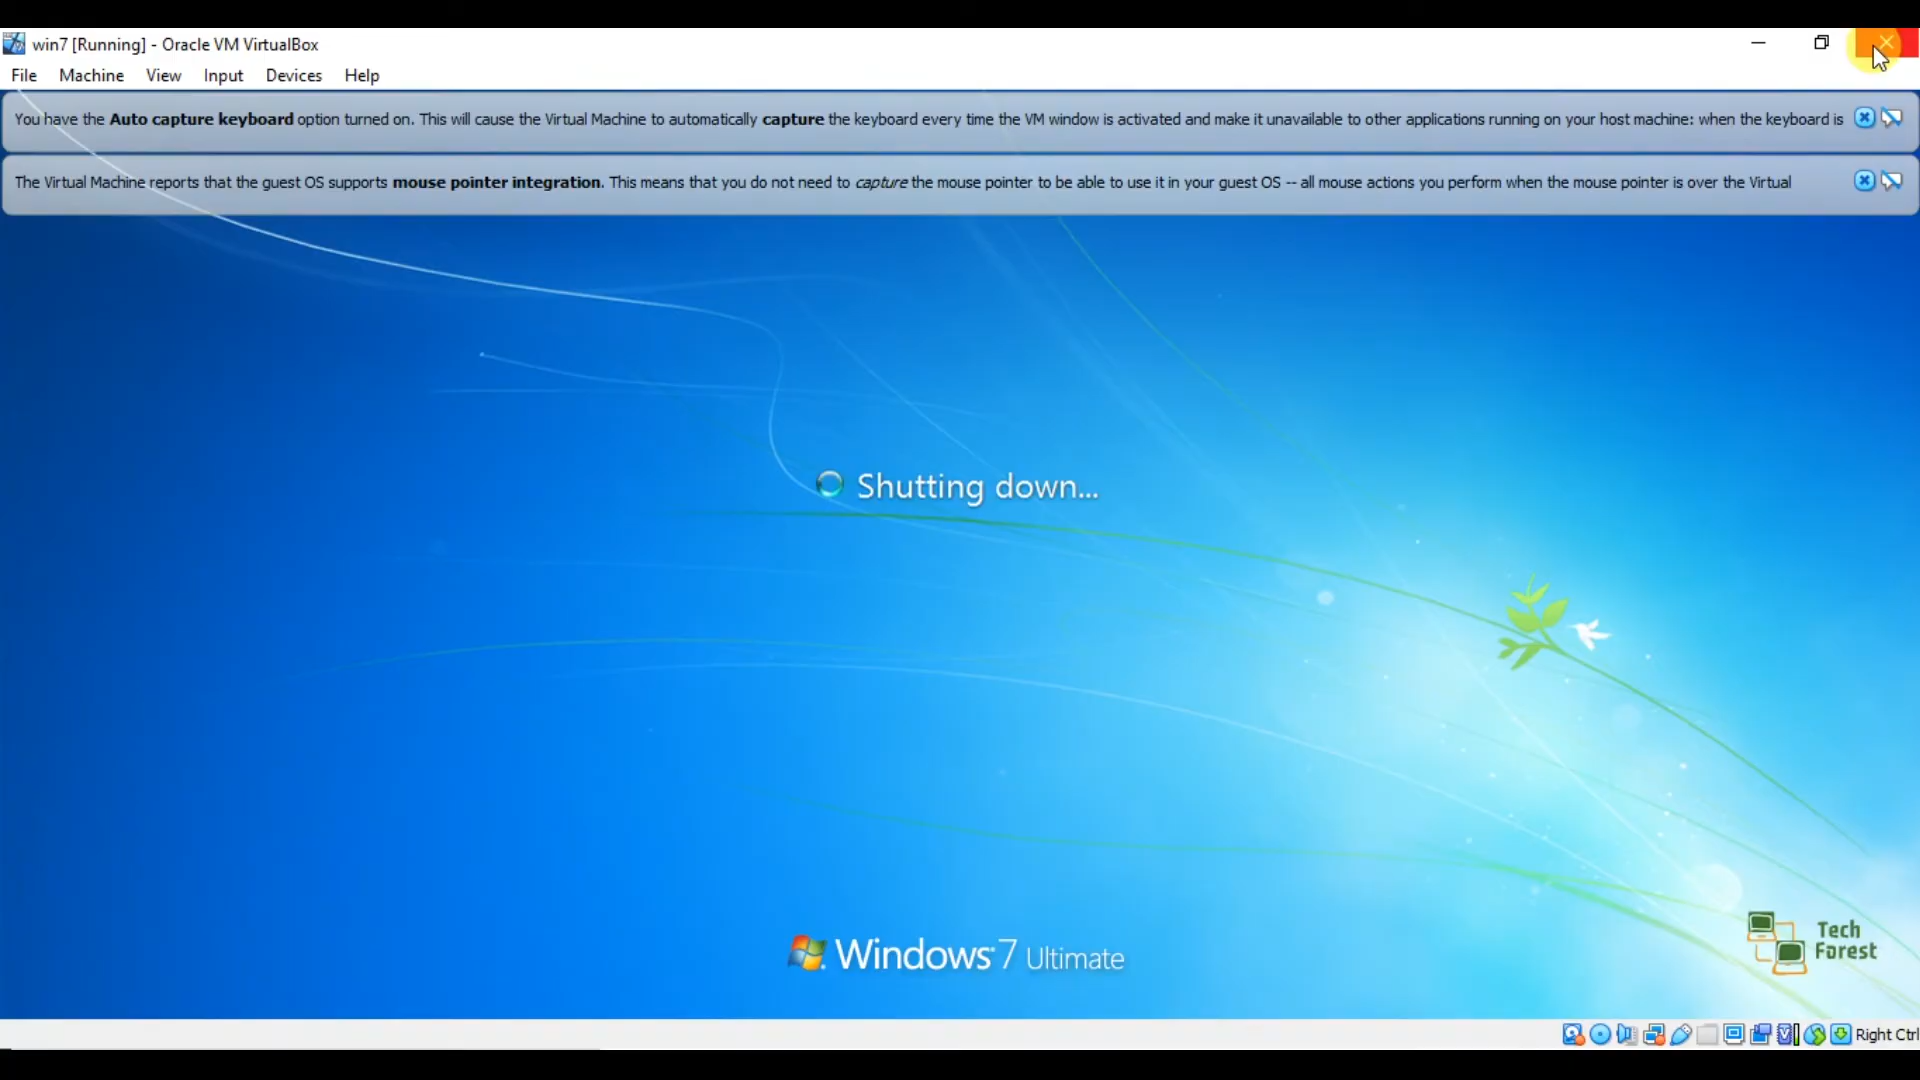 win7 [Running] - Oracle VM VirtualBox
File Machine View Input Devices Help
You have the Auto capture keyboard option turned on. This will cause the Virtual Machine to automatically capture the keyboard every time the VM window is activated and make it unavailable to other applications running on your host machine: when the keyboard is
The Virtual Machine reports that the guest OS supports mouse pointer integration. This means that you do not need to capture the mouse pointer to be able to use it in your guest OS -- all mouse actions you perform when the mouse pointer is over the Virtual
Shutting down...
Windows 7 Ultimate
Tech
Forest
Right Ctrl